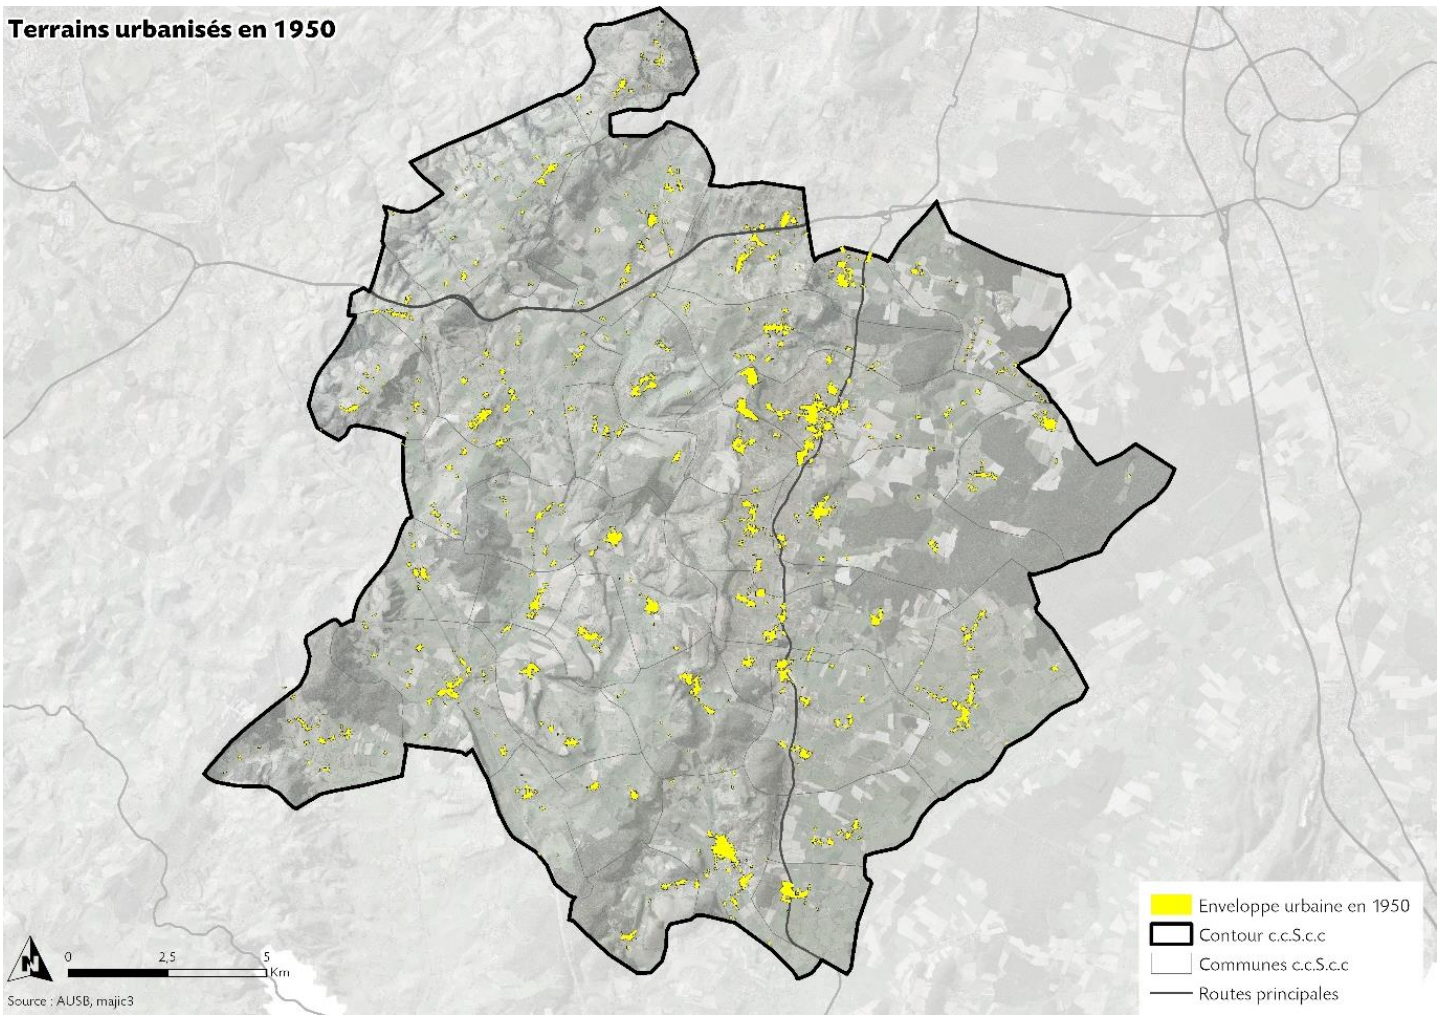 Terrains urbanisés en 1950
Enveloppe urbaine en 1950
Contour c.c.S.c.c
Communes c.c.S.c.c
Routes principales
N
0 2,5 5
Km
Source : AUSB, majic3